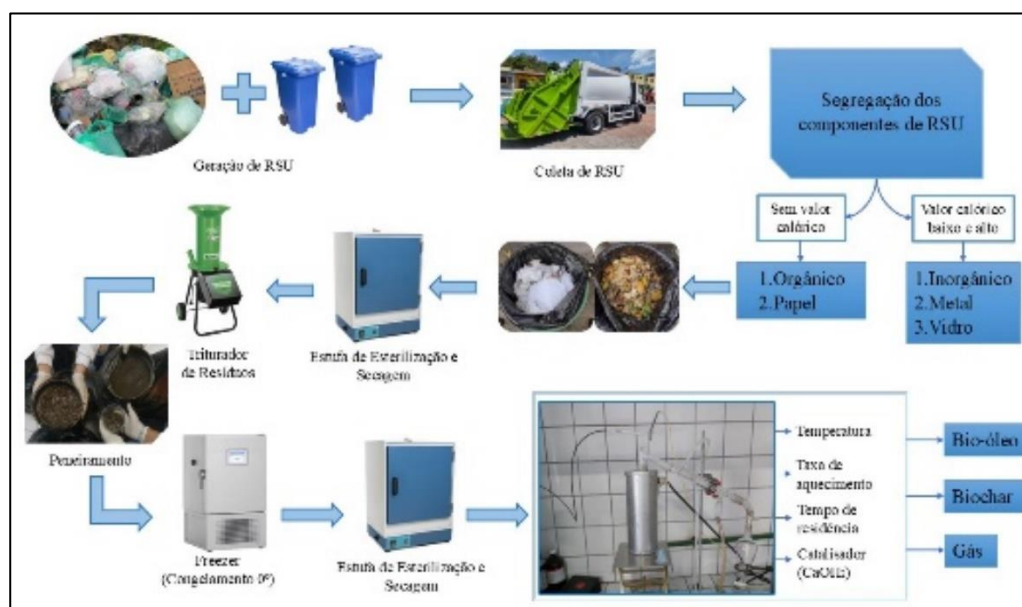 Geração de RSU
Coleta de RSU
Segregação dos
componentes de RSU
Sem valor
calórico
Valor calórico
baixo e alto
1.Orgânico
2.Papel
1.Inorgânico
2.Metal
3.Vidro
Estufa de Esterilização e
Secagem
Triturador
de Resíduos
Peneiramento
Freezer
(Congelamento 0º)
Estufa de Esterilização e
Secagem
Temperatura
Taxa de
aquecimento
Tempo de
residência
Catalisador
Bio-óleo
Biochar
Gás